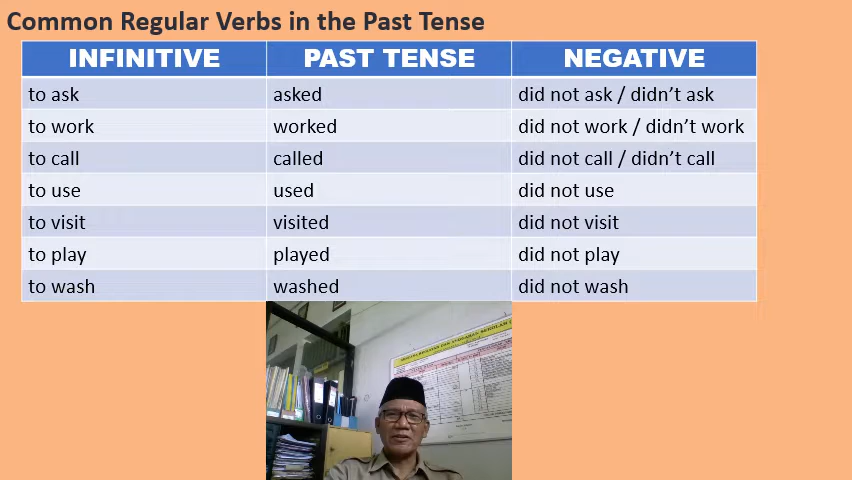 Common Regular Verbs in the Past Tense
INFINITIVE PAST TENSE NEGATIVE
to ask asked did not ask / didn’t ask
to work worked did not work / didn’t work
to call called did not call / didn’t call
to use used did not use
to visit visited did not visit
to play played did not play
to wash washed did not wash